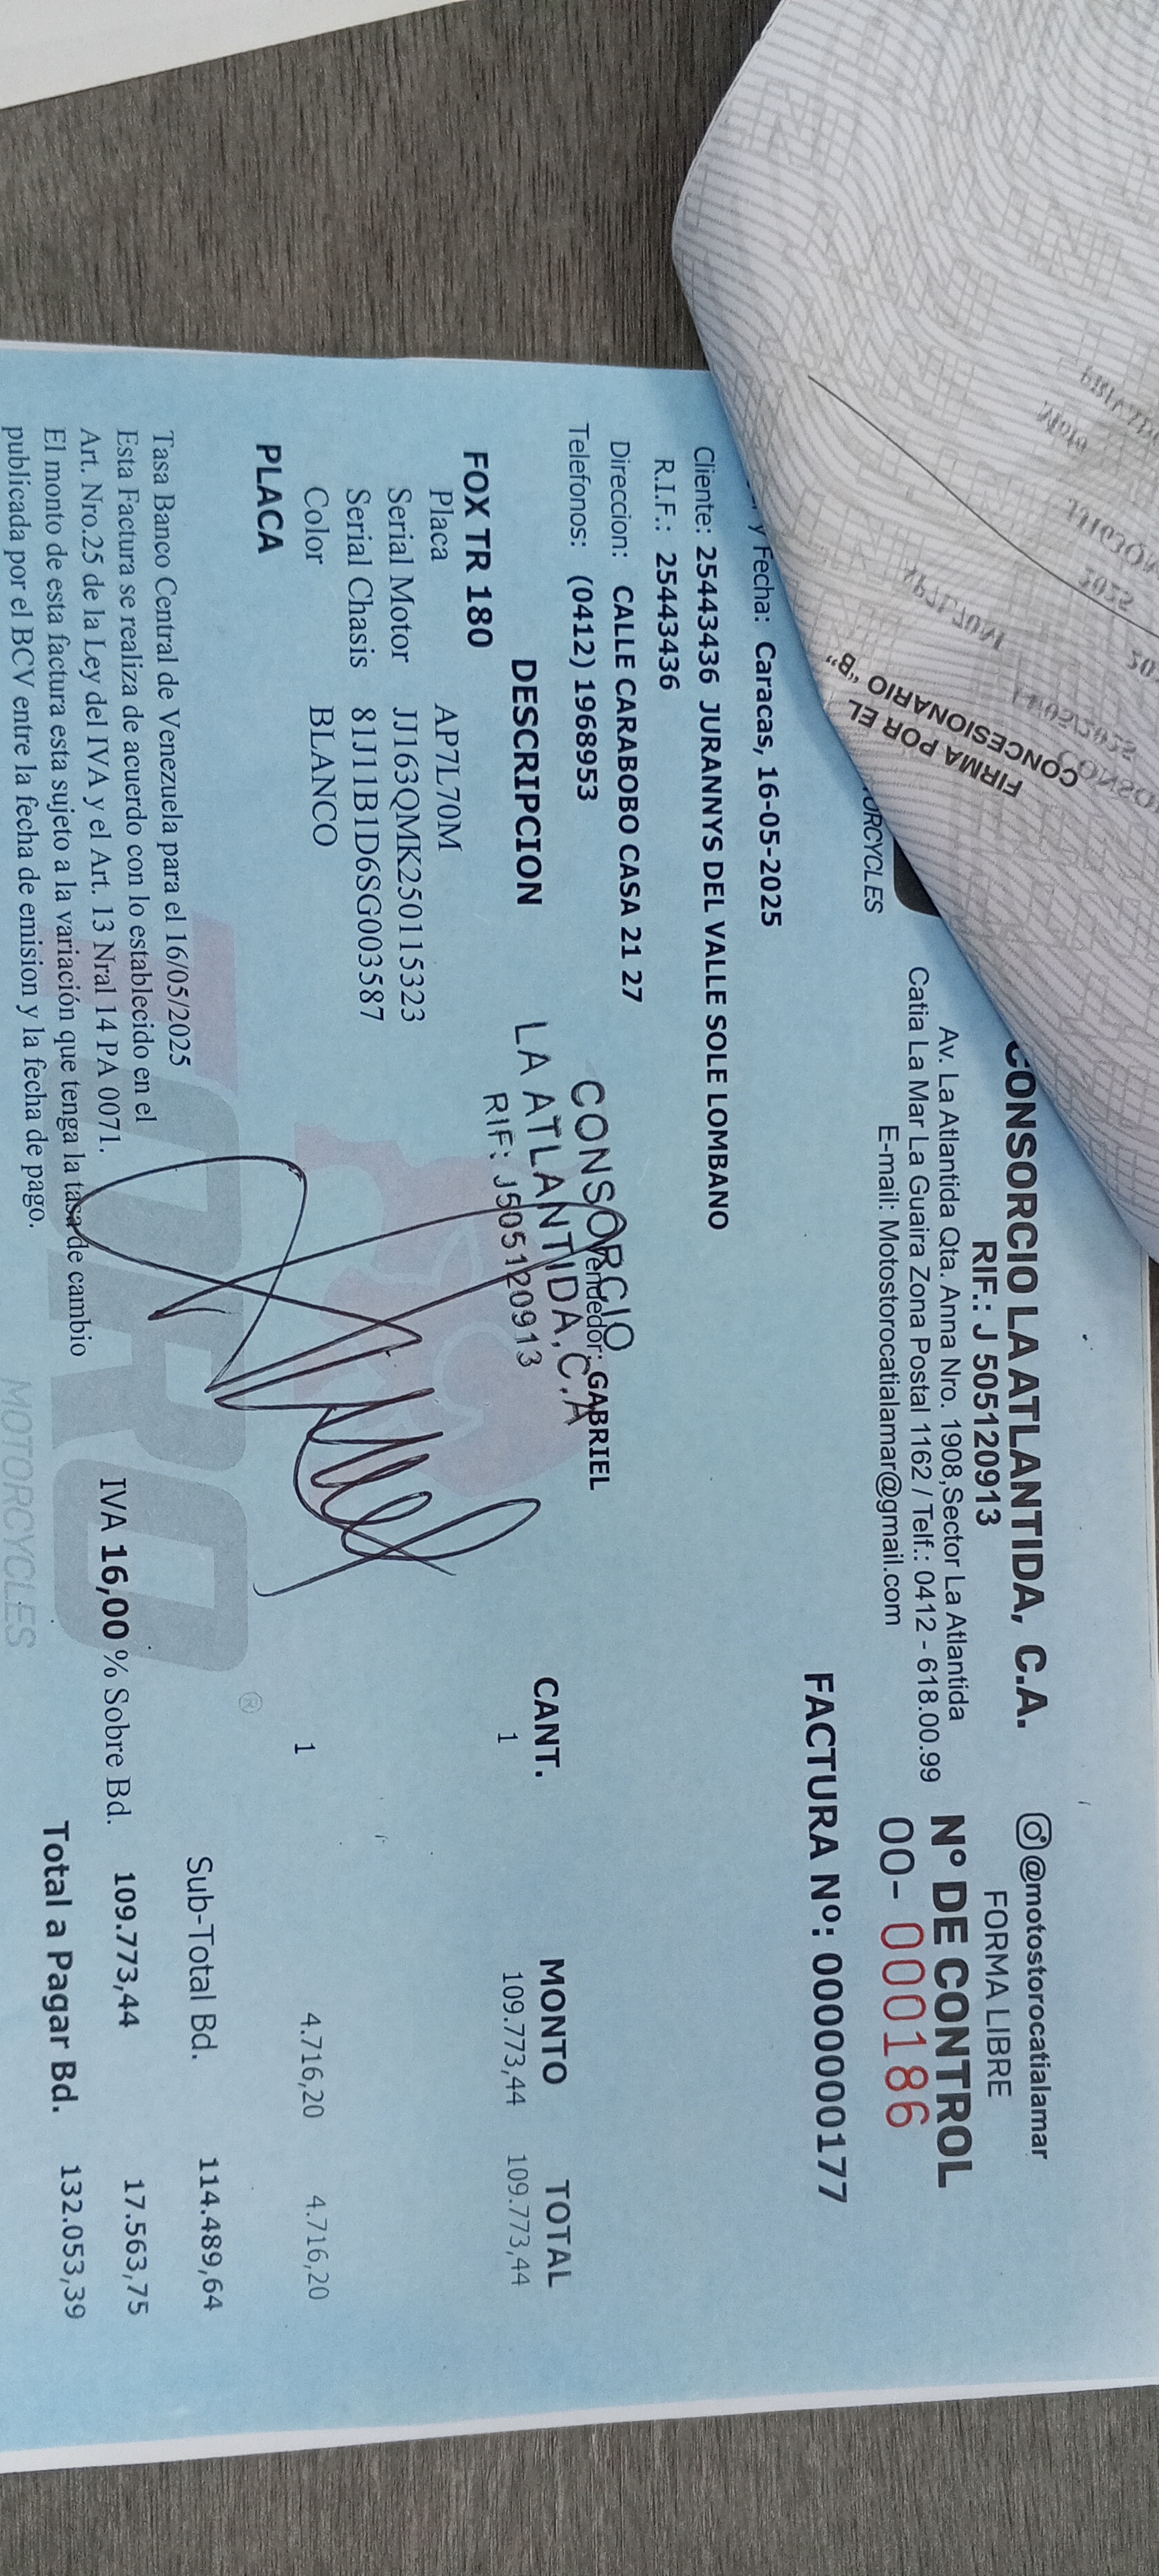 CONSORCIO LA ATLANTIDA, C.A.
RIF.: J 505120913
Av. La Atlantida Qta. Anna Nro. 1908,Sector La Atlantida
Catia La Mar La Guaira Zona Postal 1162 / Telf.: 0412 - 618.00.99
E-mail: Motostorocatialamar@gmail.com
@motostorocatialamar
FORMA LIBRE
Nº DE CONTROL
00- 000186
FACTURA Nº: 0000000177
y Fecha: Caracas, 16-05-2025
Cliente: 25443436 JURANNYS DEL VALLE SOLE LOMBANO
R.I.F.: 25443436
Direccion: CALLE CARABOBO CASA 21 27
Telefonos: (0412) 1968953
Vendedor: GABRIEL
CONSORCIO
LA ATLANTIDA, C.A
RIF: J505120913
DESCRIPCION CANT. MONTO TOTAL
FOX TR 180 1 109.773,44 109.773,44
Placa AP7L70M
Serial Motor JJ163QMK250115323
Serial Chasis 81J11B1D6SG003587
Color BLANCO
PLACA 1 4.716,20 4.716,20
Tasa Banco Central de Venezuela para el 16/05/2025
Esta Factura se realiza de acuerdo con lo establecido en el
Art. Nro.25 de la Ley del IVA y el Art. 13 Nral 14 PA 0071.
El monto de esta factura esta sujeto a la variación que tenga la tasa de cambio
publicada por el BCV entre la fecha de emision y la fecha de pago.
Sub-Total Bd. 114.489,64
IVA 16,00 % Sobre Bd. 109.773,44 17.563,75
Total a Pagar Bd. 132.053,39
TORO
MOTORCYCLES
®
FIRMA POR EL
CONCESIONARIO "B"
AP7L70M
2025
Moto